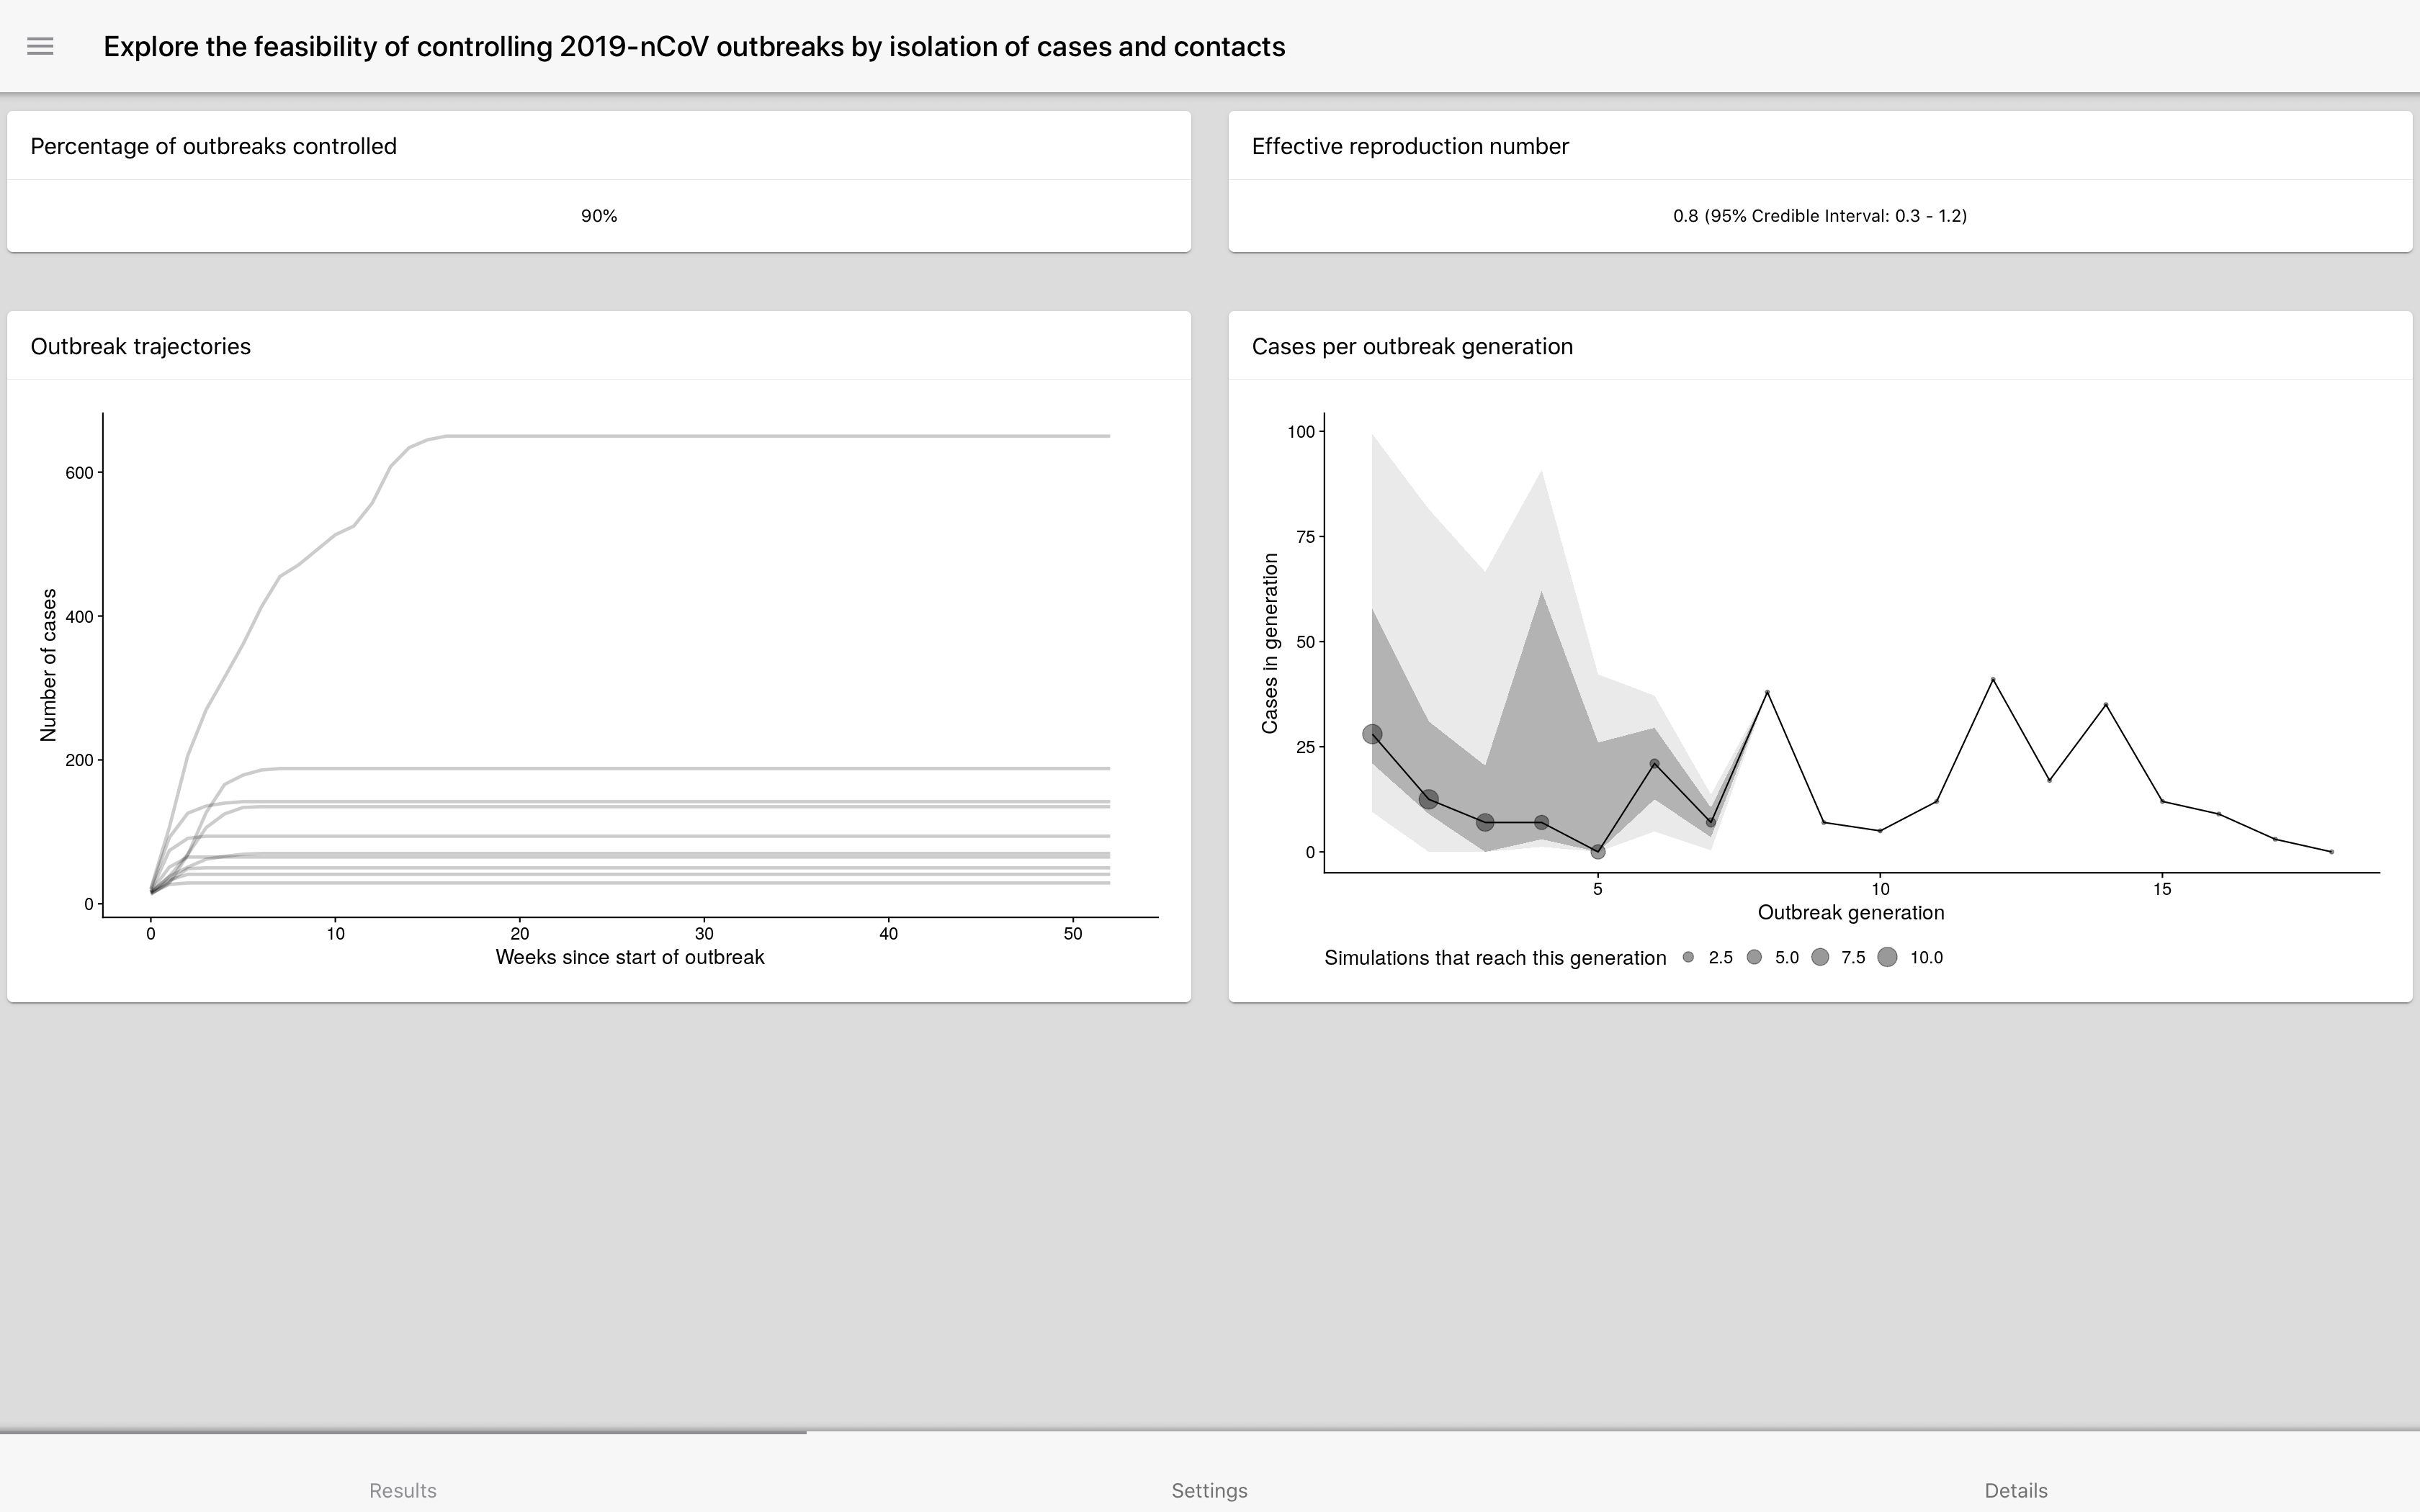 Explore the feasibility of controlling 2019-nCoV outbreaks by isolation of cases and contacts
Percentage of outbreaks controlled
90%
Effective reproduction number
0.8 (95% Credible Interval: 0.3 - 1.2)
Outbreak trajectories
Number of cases
600
400
200
0
0 10 20 30 40 50
Weeks since start of outbreak
Cases per outbreak generation
Cases in generation
100
75
50
25
0
5 10 15
Outbreak generation
Simulations that reach this generation 2.5 5.0 7.5 10.0
Results Settings Details